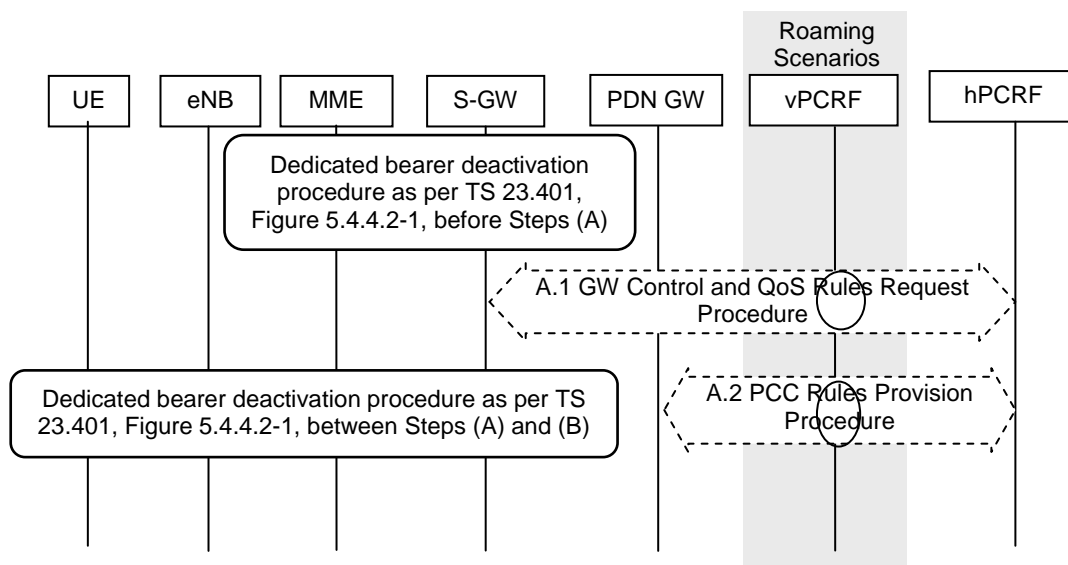 Roaming
Scenarios
UE
eNB
MME
S-GW
PDN GW
vPCRF
hPCRF
Dedicated bearer deactivation
procedure as per TS 23.401,
Figure 5.4.4.2-1, before Steps (A)
A.1 GW Control and QoS Rules Request
Procedure
Dedicated bearer deactivation procedure as per TS
23.401, Figure 5.4.4.2-1, between Steps (A) and (B)
A.2 PCC Rules Provision
Procedure